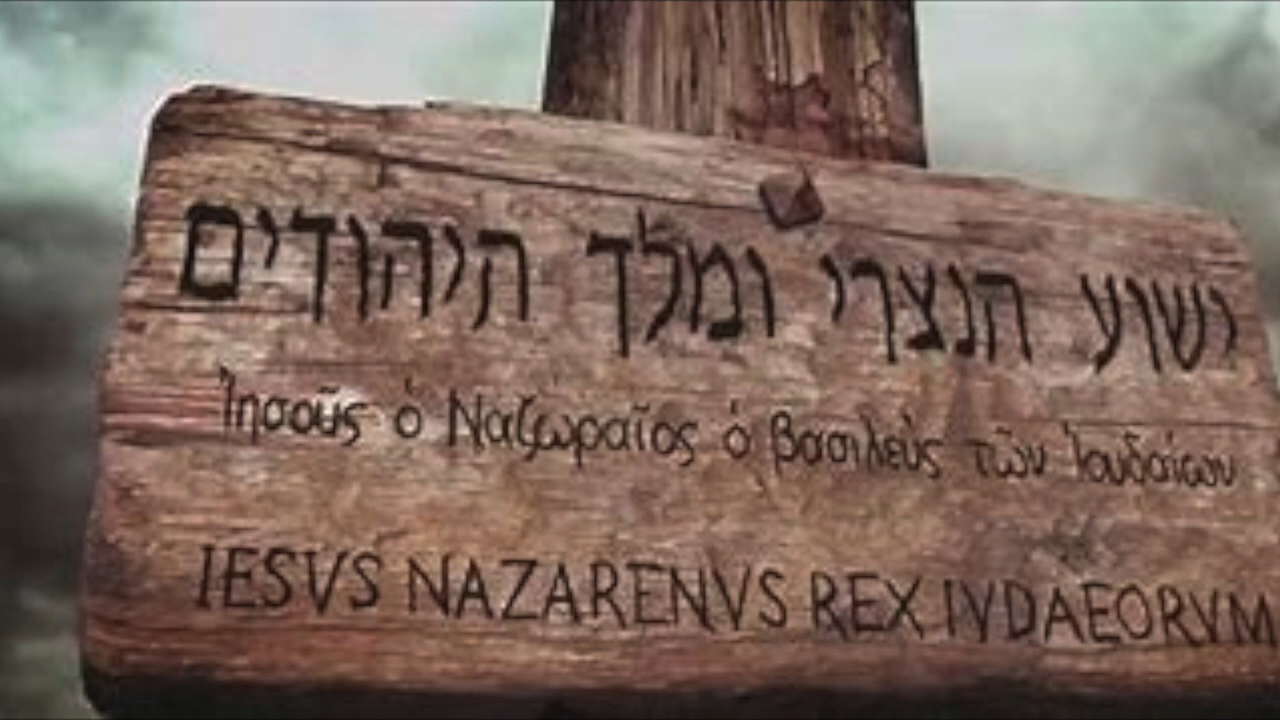 ישוע הנצרי ומלך היהודים
Ἰησοῦς ὁ Ναζωραῖος ὁ βασιλεὺς τῶν Ἰουδαίων
IESVS NAZARENVS REX IVDAEORVM